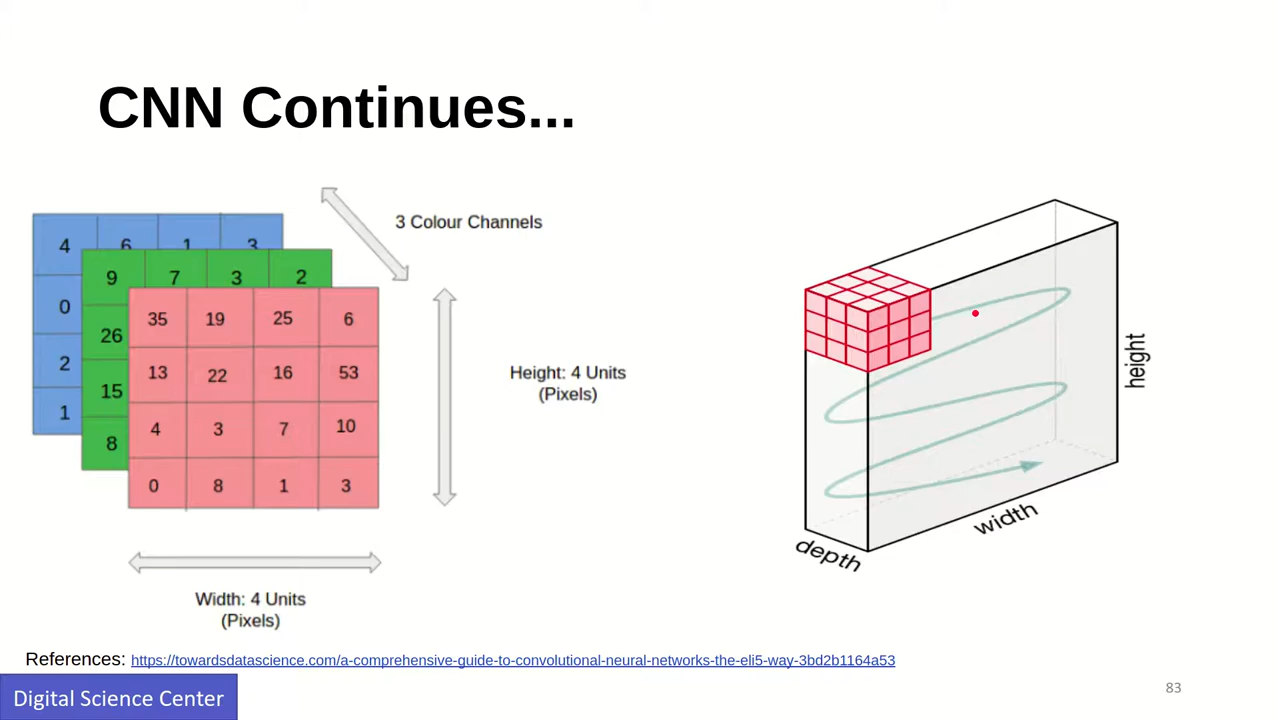 CNN Continues...
3 Colour Channels
4 6 1 3
9 7 3 2
0
35 19 25 6
26
13 22 16 53
2
15
4 3 7 10
1
8
0 8 1 3
Height: 4 Units
(Pixels)
Width: 4 Units
(Pixels)
height
width
depth
References: https://towardsdatascience.com/a-comprehensive-guide-to-convolutional-neural-networks-the-eli5-way-3bd2b1164a53
Digital Science Center
83